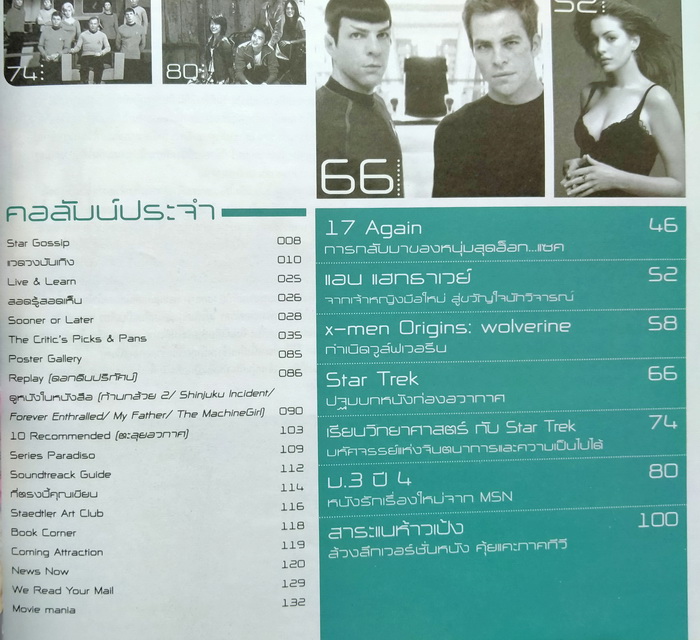 74
80
66
52
คอลัมน์ประจำ
Star Gossip 008
แวดวงบันเทิง 010
Live & Learn 025
สอดรู้สอดเห็น 026
Sooner or Later 028
The Critic's Picks & Pans 035
Poster Gallery 085
Replay (ดอกดินปริทัศน์) 086
ดูหนังในหนังสือ (ก้านกล้วย 2/ Shinjuku Incident/
Forever Enthralled/ My Father/ The MachineGirl) 090
10 Recommended (ตะลุยอวกาศ) 103
Series Paradiso 109
Soundtreack Guide 112
ที่ตรงนี้คุณเขียน 114
Staedtler Art Club 116
Book Corner 118
Coming Attraction 119
News Now 120
We Read Your Mail 129
Movie mania 132
17 Again 46
การกลับมาของหนุ่มสุดฮ็อก...แซค
แอน แฮทธาเวย์ 52
จากเจ้าหญิงมือใหม่ สู่ขวัญใจนักวิจารณ์
x-men Origins: wolverine 58
กำเนิดวูล์ฟเวอรีน
Star Trek 66
ปฐมบทหนังท่องอวกาศ
เรียนวิทยาศาสตร์ กับ Star Trek 74
มหัศจรรย์แห่งจินตนาการและความเป็นไปได้
ม.3 ปี 4 80
หนังรักเรื่องใหม่จาก MSN
สาระแนห้าวเป้ง 100
ล้วงลึกเวอร์ชั่นหนัง คุ้ยแคะภาคทีวี